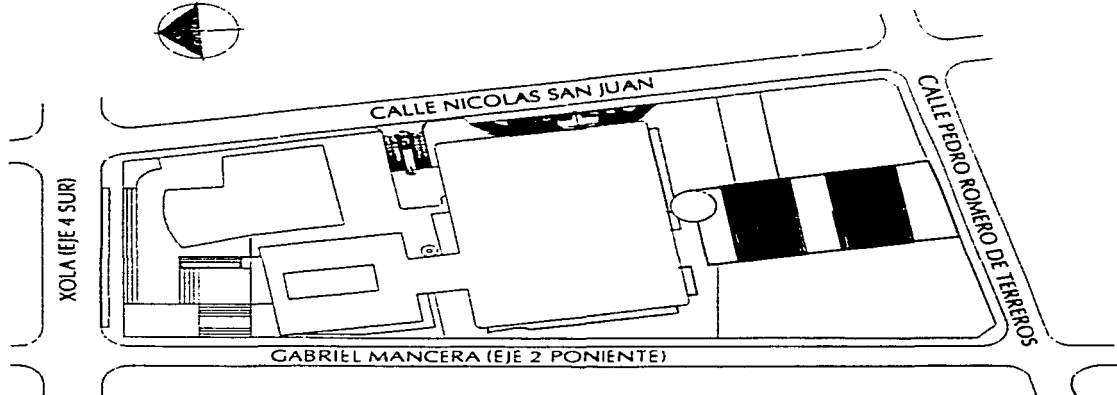 CALLE NICOLAS SAN JUAN
CALLE PEDRO ROMERO DE TERREROS
XOLA (EJE 4 SUR)
GABRIEL MANCERA (EJE 2 PONIENTE)